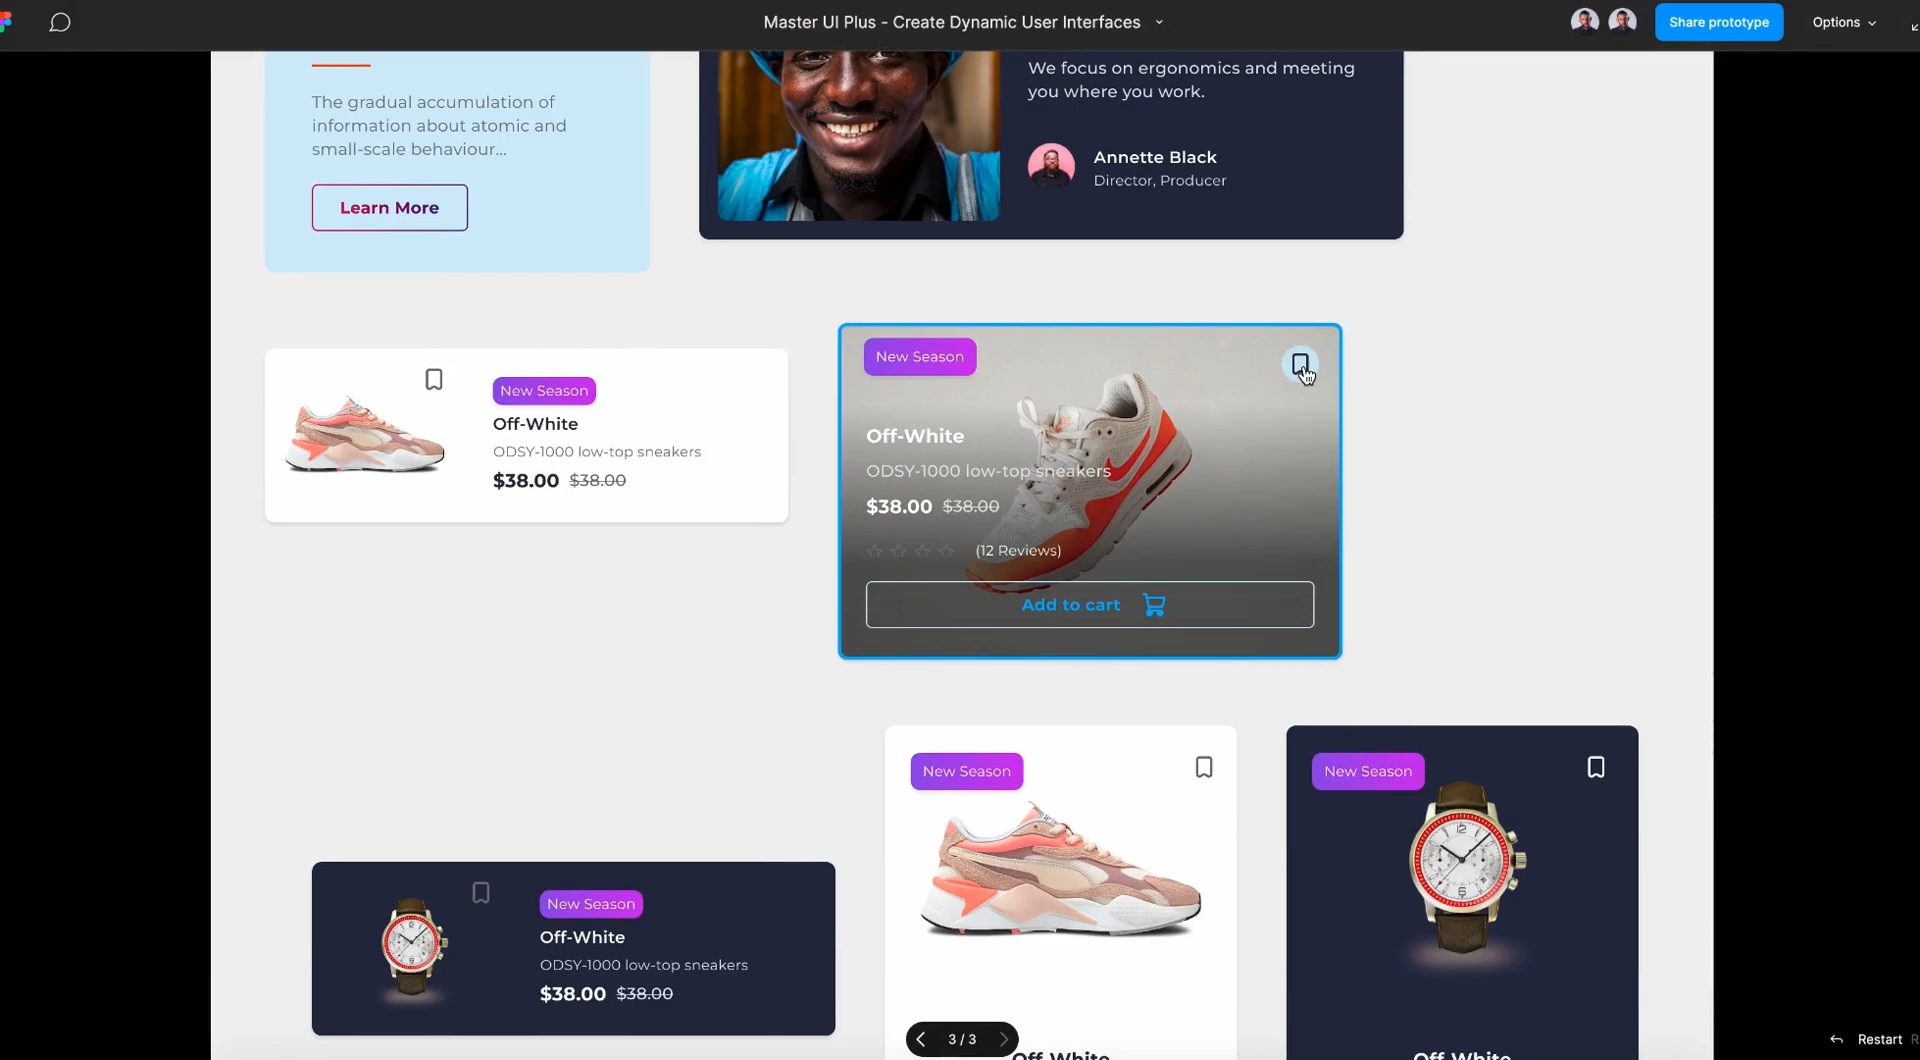 Master UI Plus - Create Dynamic User Interfaces
Share prototype
Options
We focus on ergonomics and meeting
you where you work.
Annette Black
Director, Producer
The gradual accumulation of
information about atomic and
small-scale behaviour...
Learn More
New Season
Off-White
ODSY-1000 low-top sneakers
$38.00 $38.00
New Season
Off-White
ODSY-1000 low-top sneakers
$38.00 $38.00
(12 Reviews)
Add to cart
New Season
New Season
New Season
Off-White
ODSY-1000 low-top sneakers
$38.00 $38.00
Off-White
Off-White
3 / 3
Restart R